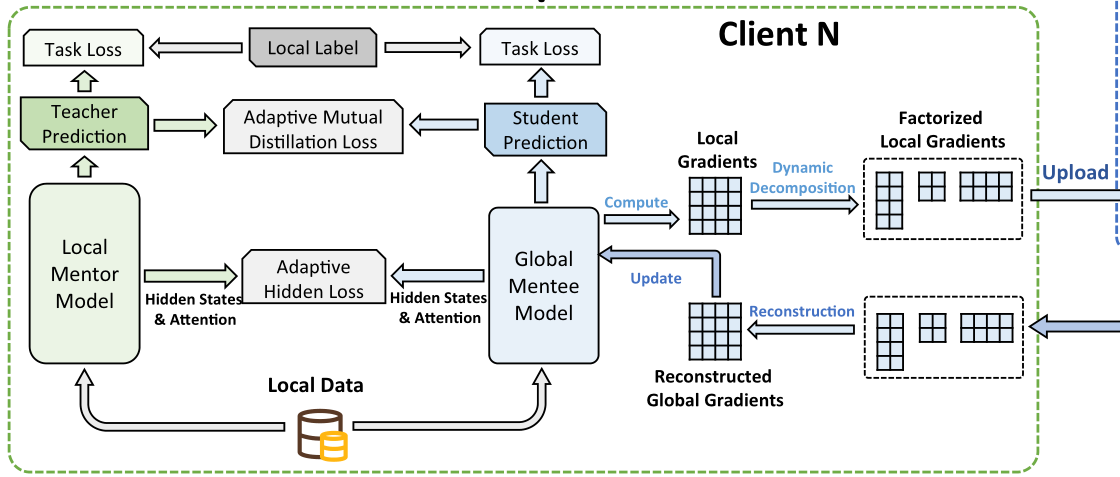 Client N
Task Loss
Local Label
Task Loss
Teacher
Prediction
Adaptive Mutual
Distillation Loss
Student
Prediction
Local
Gradients
Dynamic
Decomposition
Factorized
Local Gradients
Upload
Compute
Local
Mentor
Model
Hidden States
& Attention
Adaptive
Hidden Loss
Hidden States
& Attention
Global
Mentee
Model
Update
Reconstruction
Reconstructed
Global Gradients
Local Data